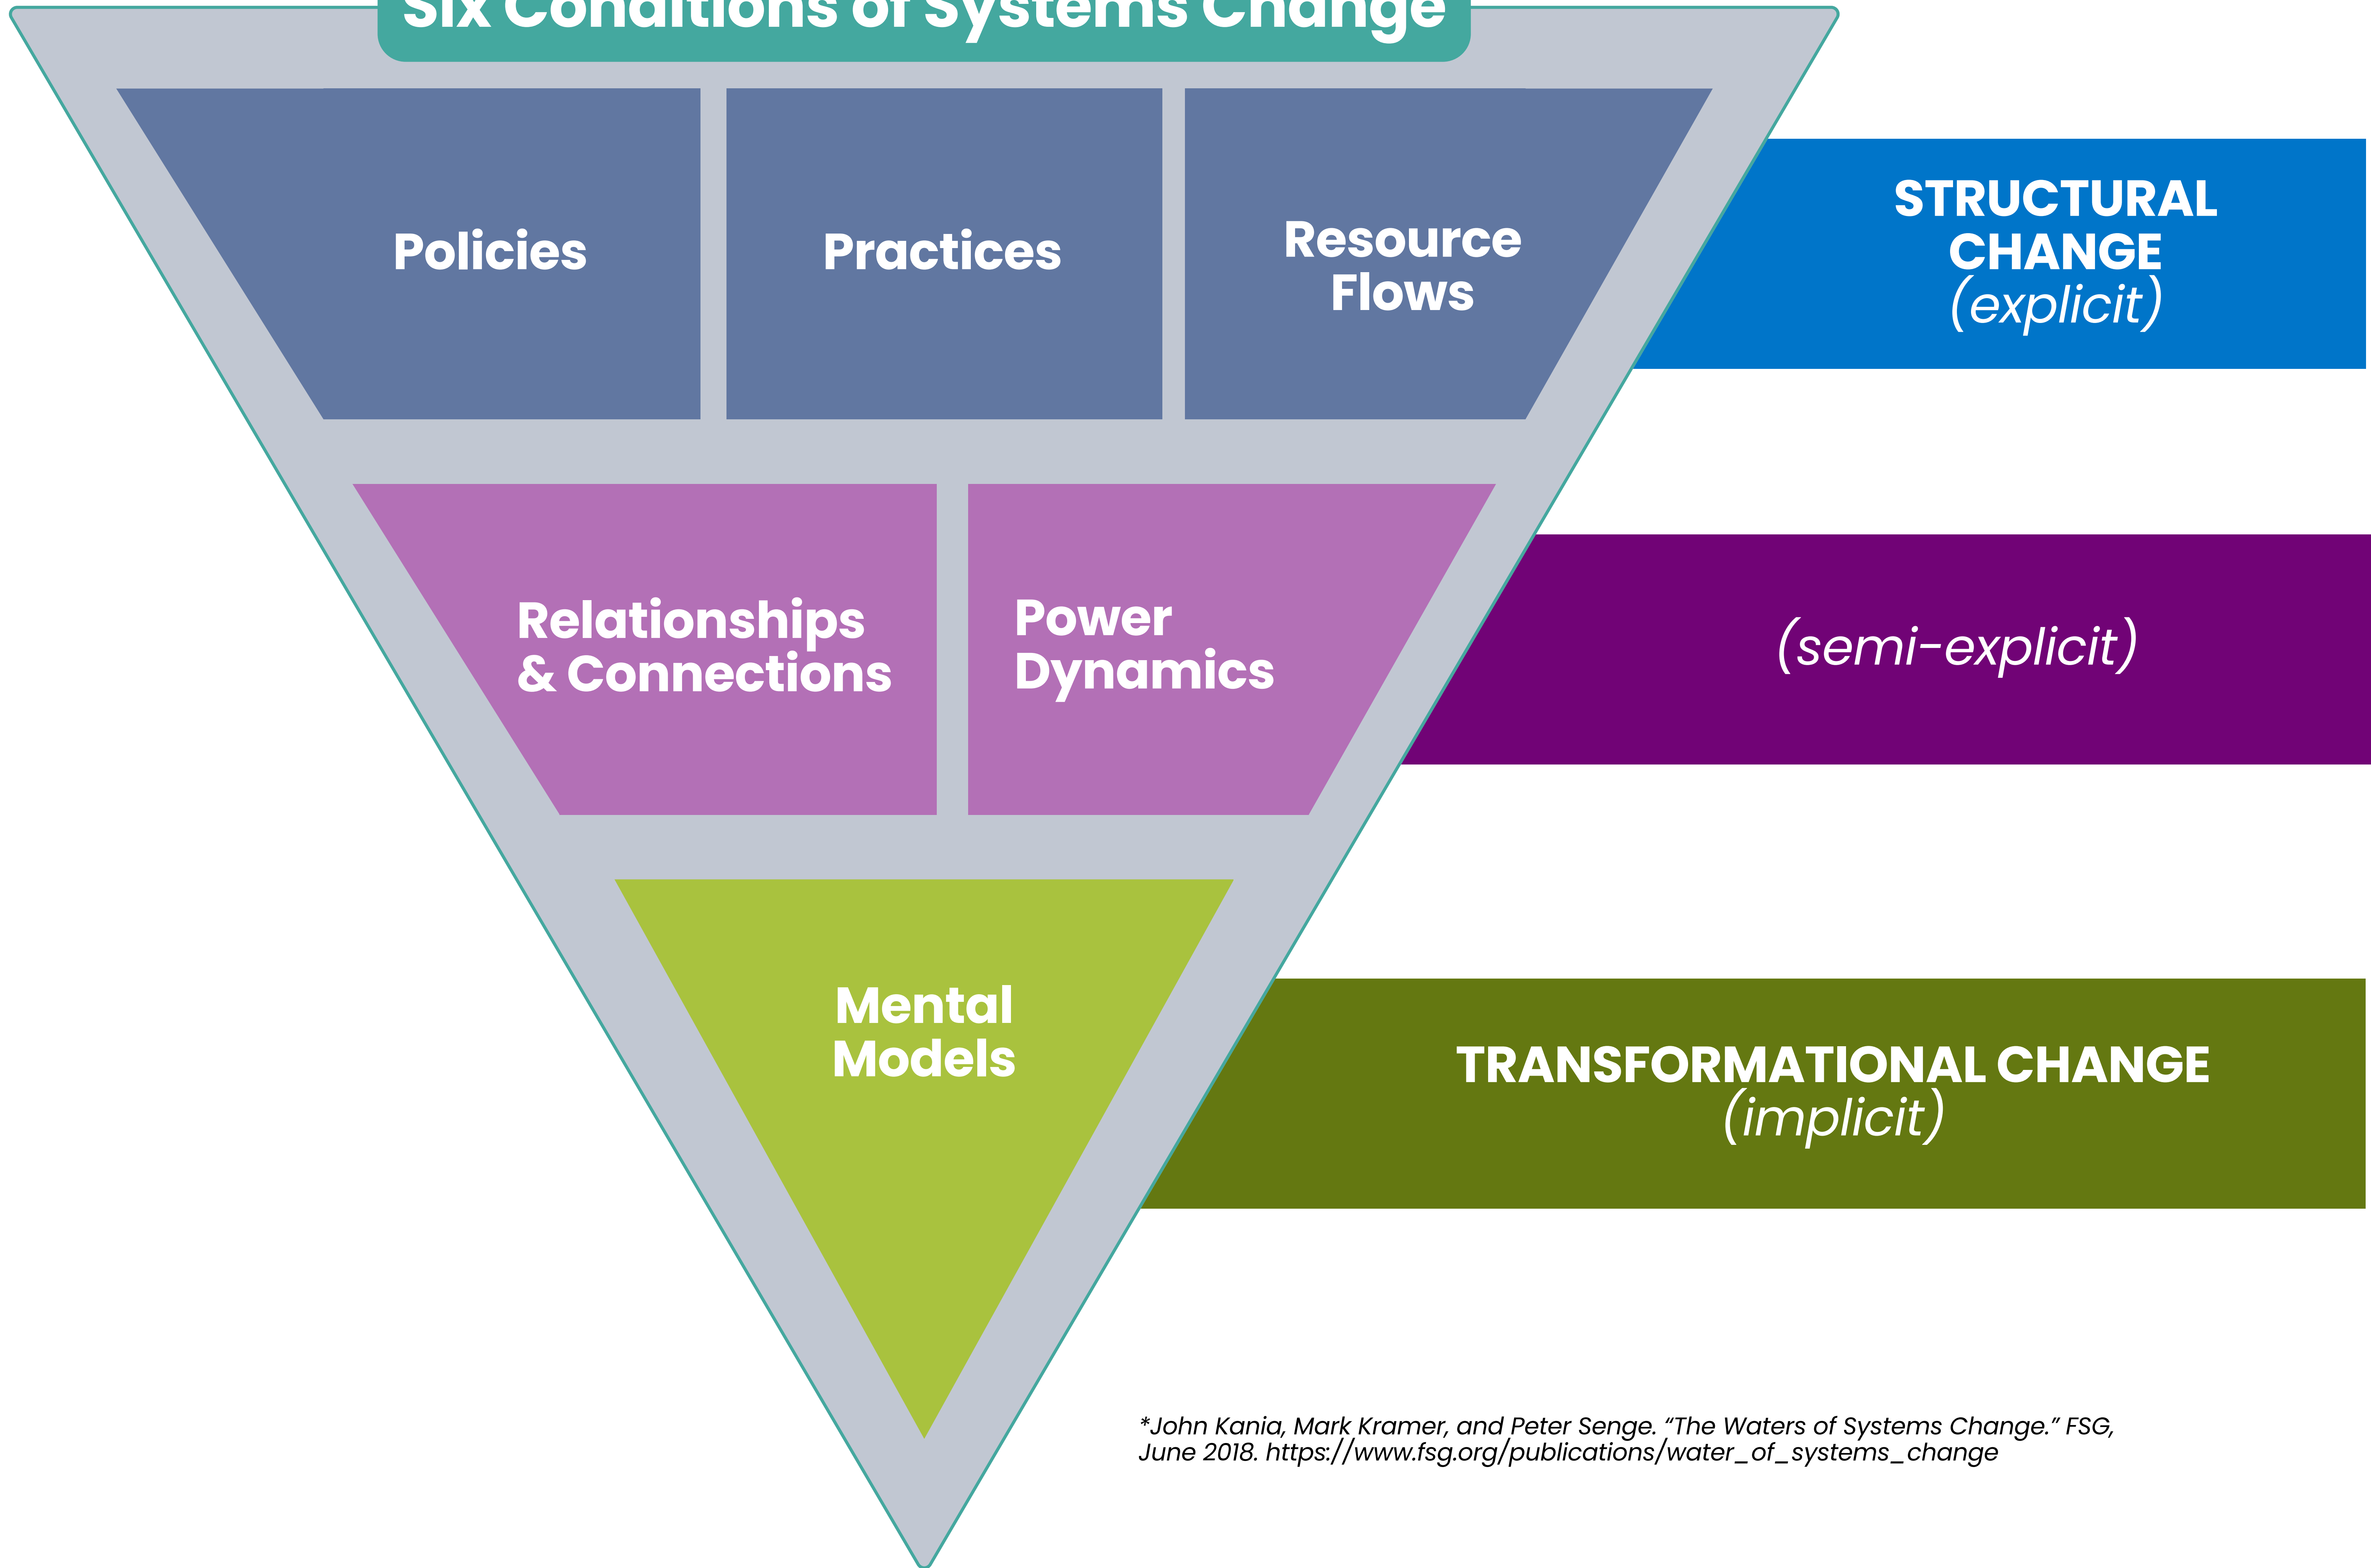 Six Conditions of Systems Change
Policies
Practices
Resource
Flows
STRUCTURAL
CHANGE
(explicit)
Relationships
& Connections
Power
Dynamics
(semi-explicit)
Mental
Models
TRANSFORMATIONAL CHANGE
(implicit)
*John Kania, Mark Kramer, and Peter Senge. “The Waters of Systems Change.” FSG,
June 2018. https://www.fsg.org/publications/water_of_systems_change